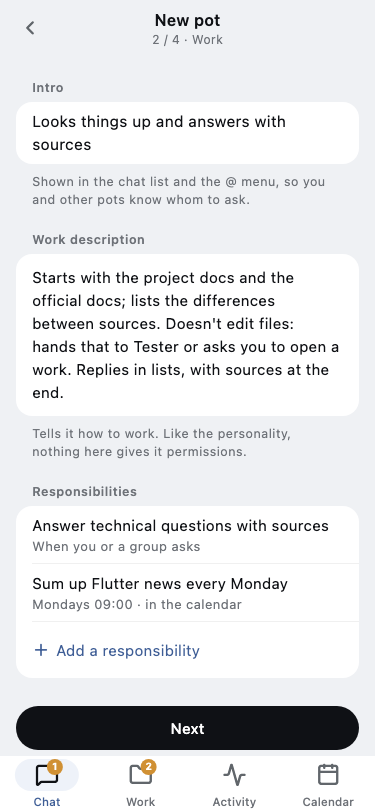 New pot
2 / 4 · Work
Intro
Looks things up and answers with
sources
Shown in the chat list and the @ menu, so you
and other pots know whom to ask.
Work description
Starts with the project docs and the
official docs; lists the differences
between sources. Doesn't edit files:
hands that to Tester or asks you to open a
work. Replies in lists, with sources at the
end.
Tells it how to work. Like the personality,
nothing here gives it permissions.
Responsibilities
Answer technical questions with sources
When you or a group asks
Sum up Flutter news every Monday
Mondays 09:00 · in the calendar
+ Add a responsibility
Next
1
2
Chat
Work
Activity
Calendar